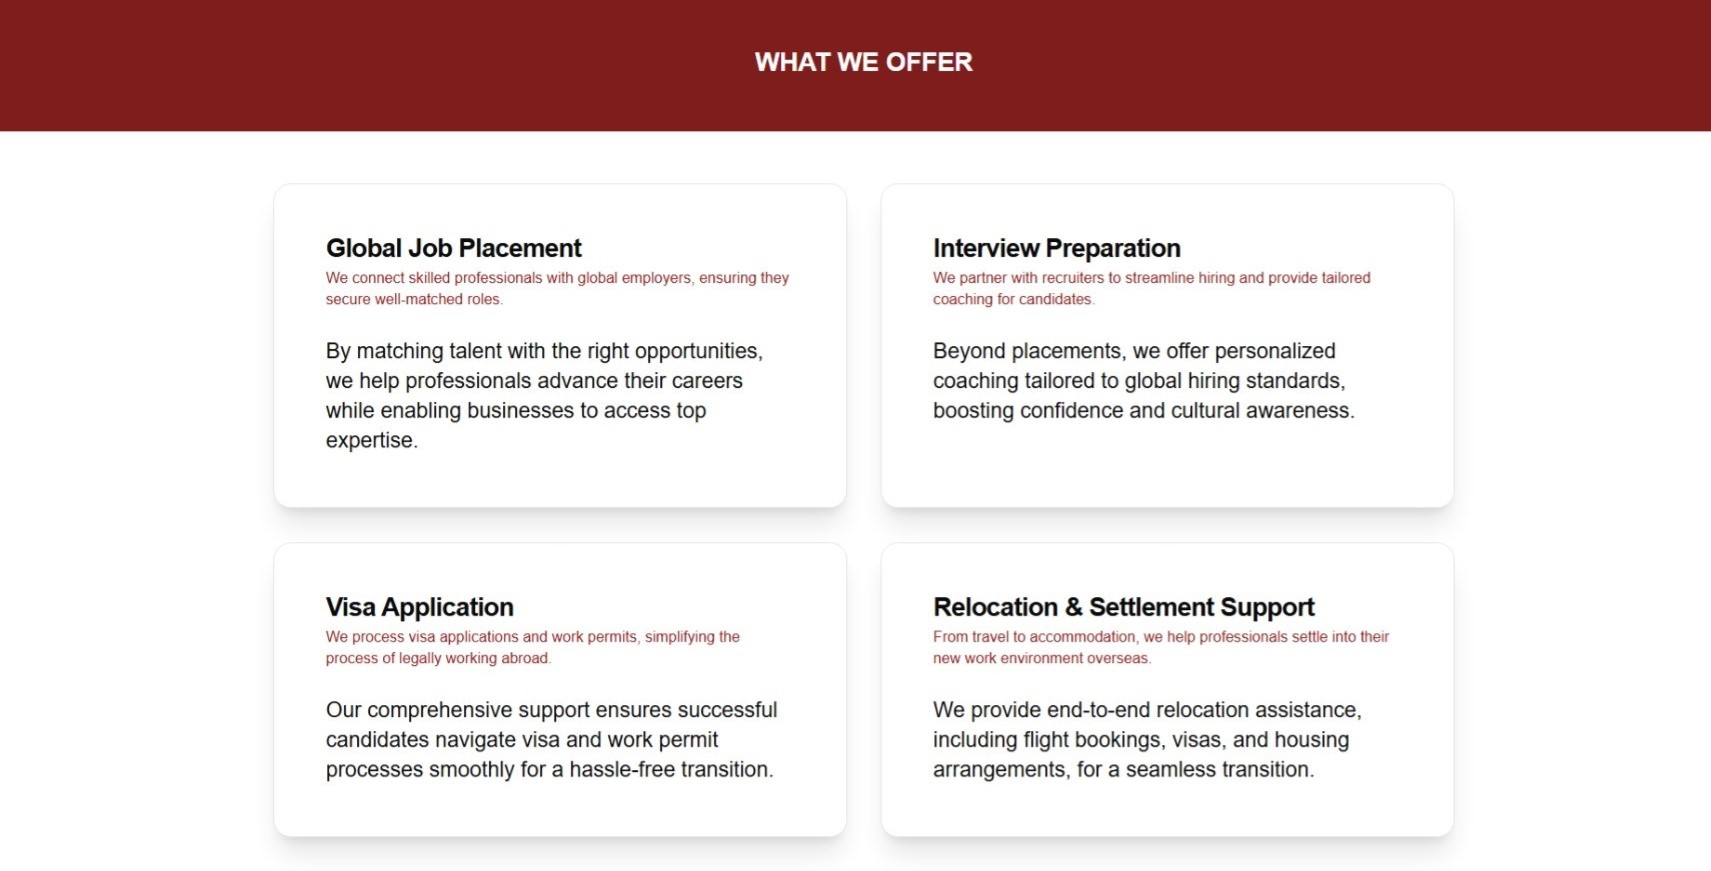 WHAT WE OFFER
Global Job Placement
We connect skilled professionals with global employers, ensuring they
secure well-matched roles.
By matching talent with the right opportunities,
we help professionals advance their careers
while enabling businesses to access top
expertise.
Interview Preparation
We partner with recruiters to streamline hiring and provide tailored
coaching for candidates.
Beyond placements, we offer personalized
coaching tailored to global hiring standards,
boosting confidence and cultural awareness.
Visa Application
We process visa applications and work permits, simplifying the
process of legally working abroad.
Our comprehensive support ensures successful
candidates navigate visa and work permit
processes smoothly for a hassle-free transition.
Relocation & Settlement Support
From travel to accommodation, we help professionals settle into their
new work environment overseas.
We provide end-to-end relocation assistance,
including flight bookings, visas, and housing
arrangements, for a seamless transition.